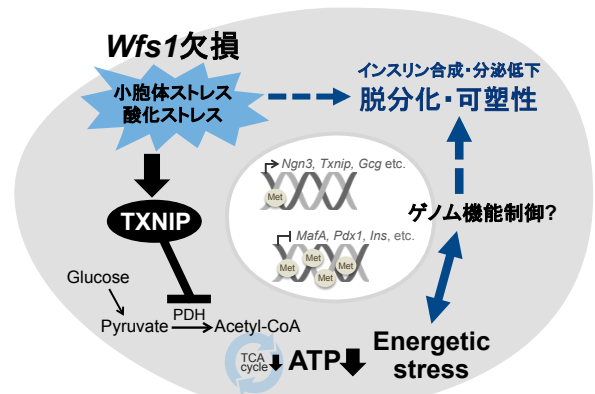 Wfs1欠損
小胞体ストレス
酸化ストレス
インスリン合成・分泌低下
脱分化・可塑性
Ngn3, Txnip, Gcg etc.
Met
TXNIP
ゲノム機能制御?
MafA, Pdx1, Ins, etc.
Met
Met
Met
Met
Glucose
PDH
Pyruvate
Acetyl-CoA
TCA
cycle
ATP
Energetic
stress